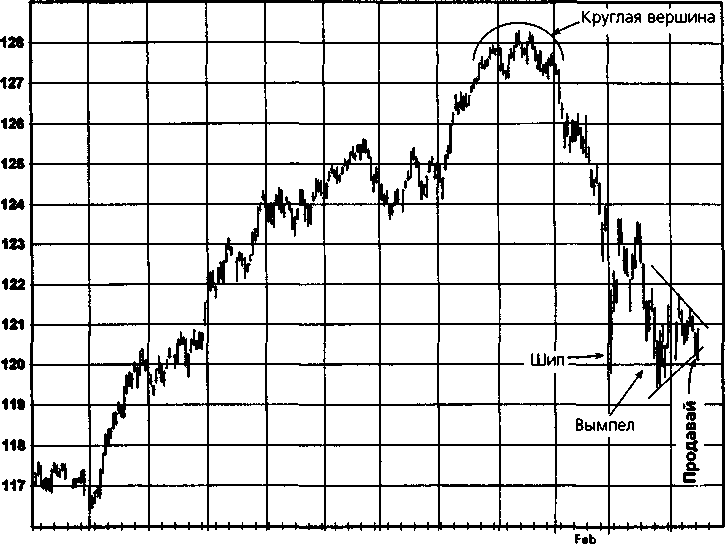 Круглая вершина
128
127
126
125
124
123
122
121
120
119
118
117
Шип
Вымпел
Продавай
Feb